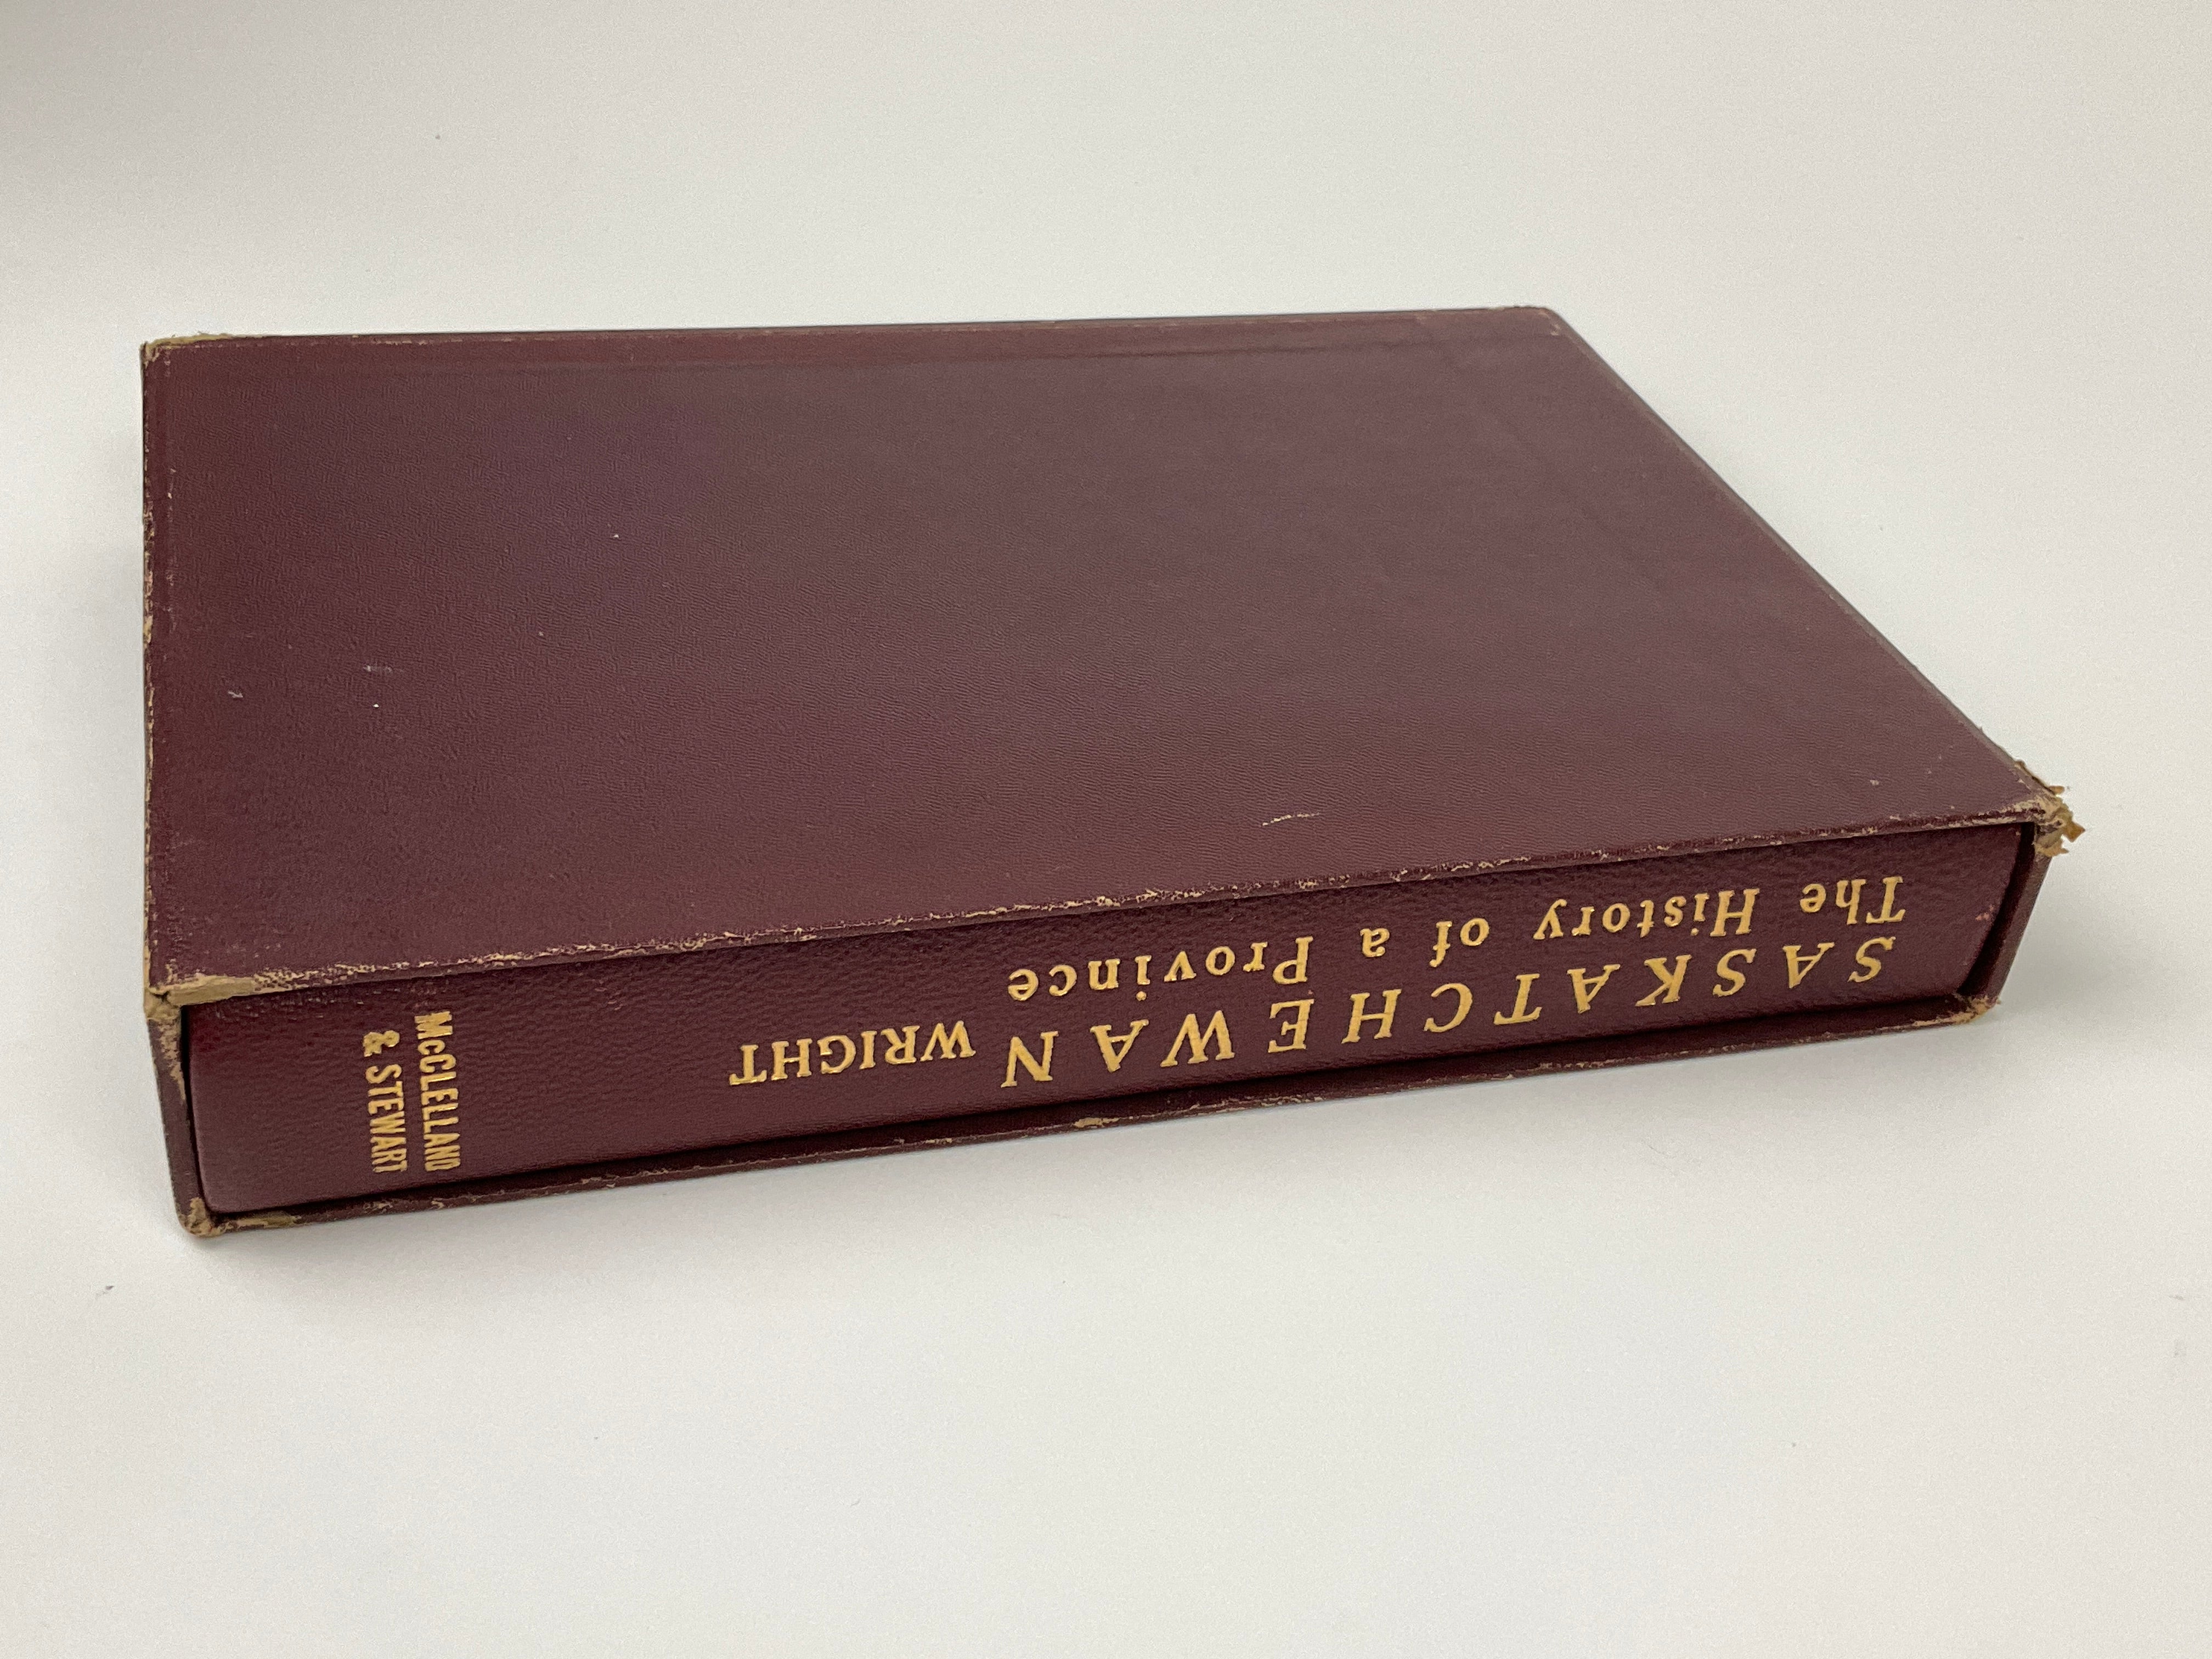 SASKATCHEWAN
The History of a Province
WRIGHT
McCLELLAND
& STEWART